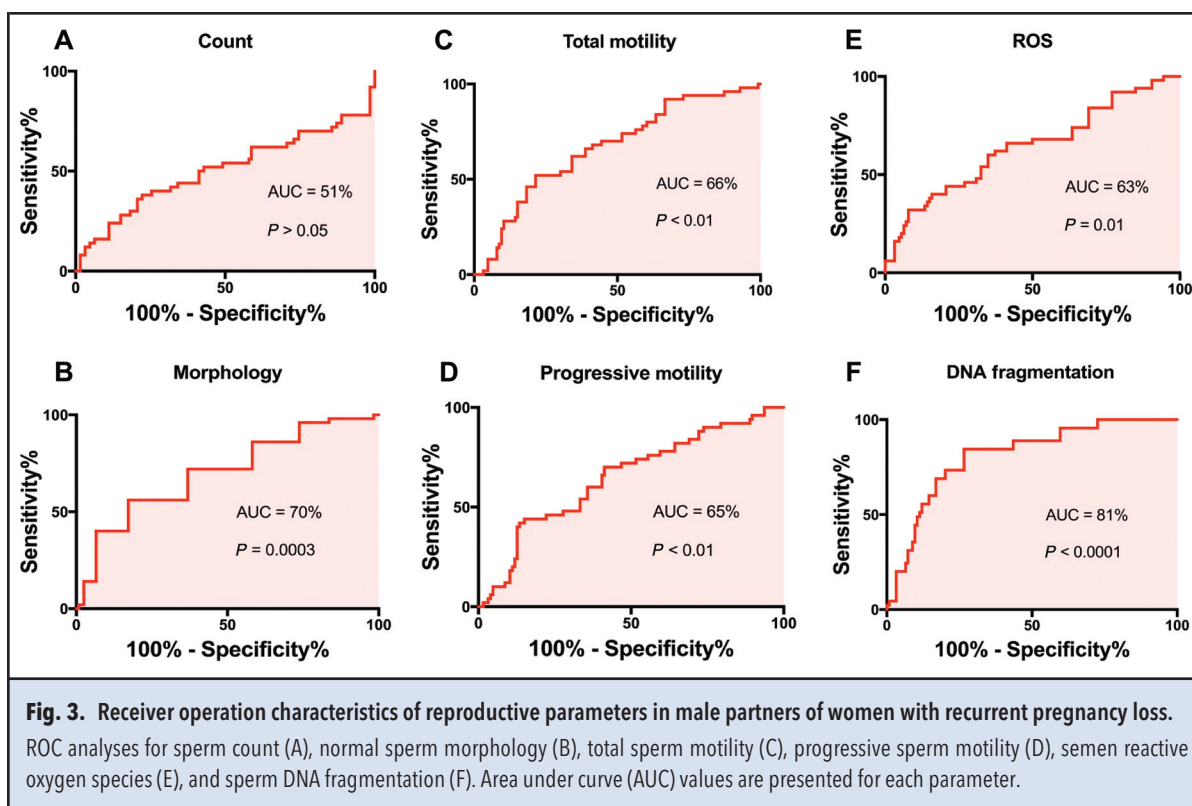 A
Count
Sensitivity%
100
50
0
0
50
100
AUC = 51%
P > 0.05
100% - Specificity%
C
Total motility
Sensitivity%
100
50
0
0
50
100
AUC = 66%
P < 0.01
100% - Specificity%
E
ROS
Sensitivity%
100
50
0
0
50
100
AUC = 63%
P = 0.01
100% - Specificity%
B
Morphology
Sensitivity%
100
50
0
0
50
100
AUC = 70%
P = 0.0003
100% - Specificity%
D
Progressive motility
Sensitivity%
100
50
0
0
50
100
AUC = 65%
P < 0.01
100% - Specificity%
F
DNA fragmentation
Sensitivity%
100
50
0
0
50
100
AUC = 81%
P < 0.0001
100% - Specificity%
Fig. 3. Receiver operation characteristics of reproductive parameters in male partners of women with recurrent pregnancy loss.
ROC analyses for sperm count (A), normal sperm morphology (B), total sperm motility (C), progressive sperm motility (D), semen reactive
oxygen species (E), and sperm DNA fragmentation (F). Area under curve (AUC) values are presented for each parameter.